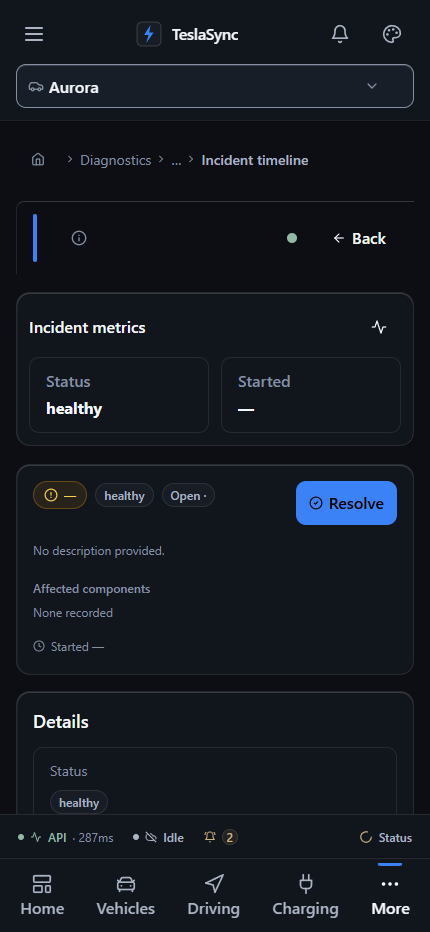 TeslaSync
Aurora
Diagnostics ... Incident timeline
Back
Incident metrics
Status
healthy
Started
—
— healthy Open · Resolve
No description provided.
Affected components
None recorded
Started —
Details
Status
healthy
API · 287ms Idle 2 Status
Home Vehicles Driving Charging More